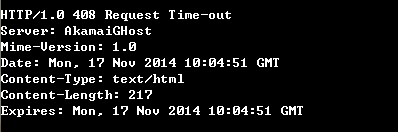 HTTP/1.0 408 Request Time-out
Server: AkamaiGHost
Mime-Version: 1.0
Date: Mon, 17 Nov 2014 10:04:51 GMT
Content-Type: text/html
Content-Length: 217
Expires: Mon, 17 Nov 2014 10:04:51 GMT